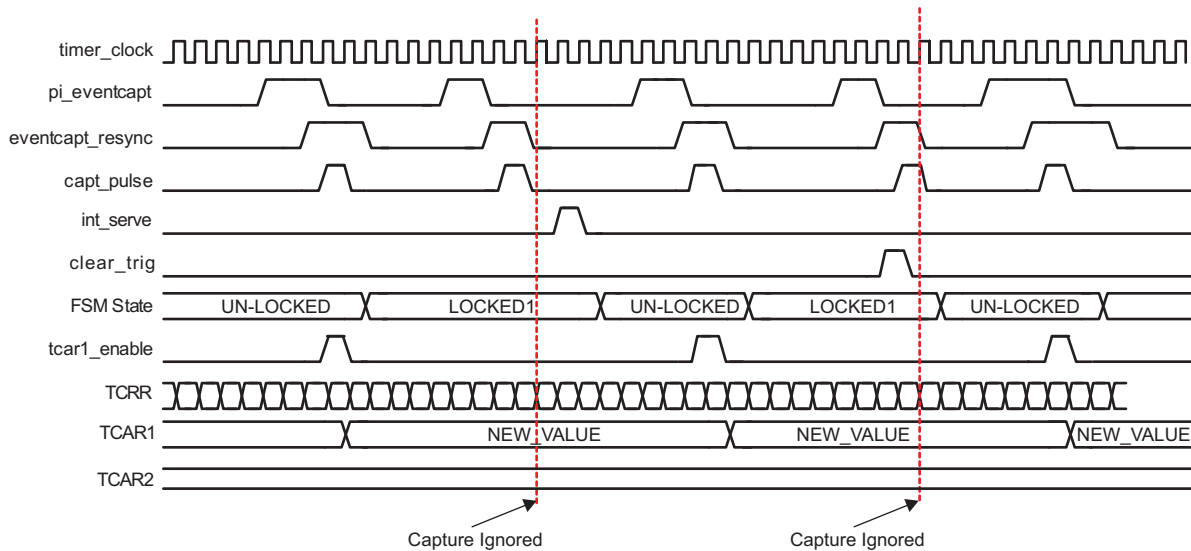 timer_clock
pi_eventcapt
eventcapt_resync
capt_pulse
int_serve
clear_trig
FSM State
UN-LOCKED
LOCKED1
UN-LOCKED
LOCKED1
UN-LOCKED
tcar1_enable
TCRR
TCAR1
NEW_VALUE
NEW_VALUE
NEW_VALUE
TCAR2
Capture Ignored
Capture Ignored